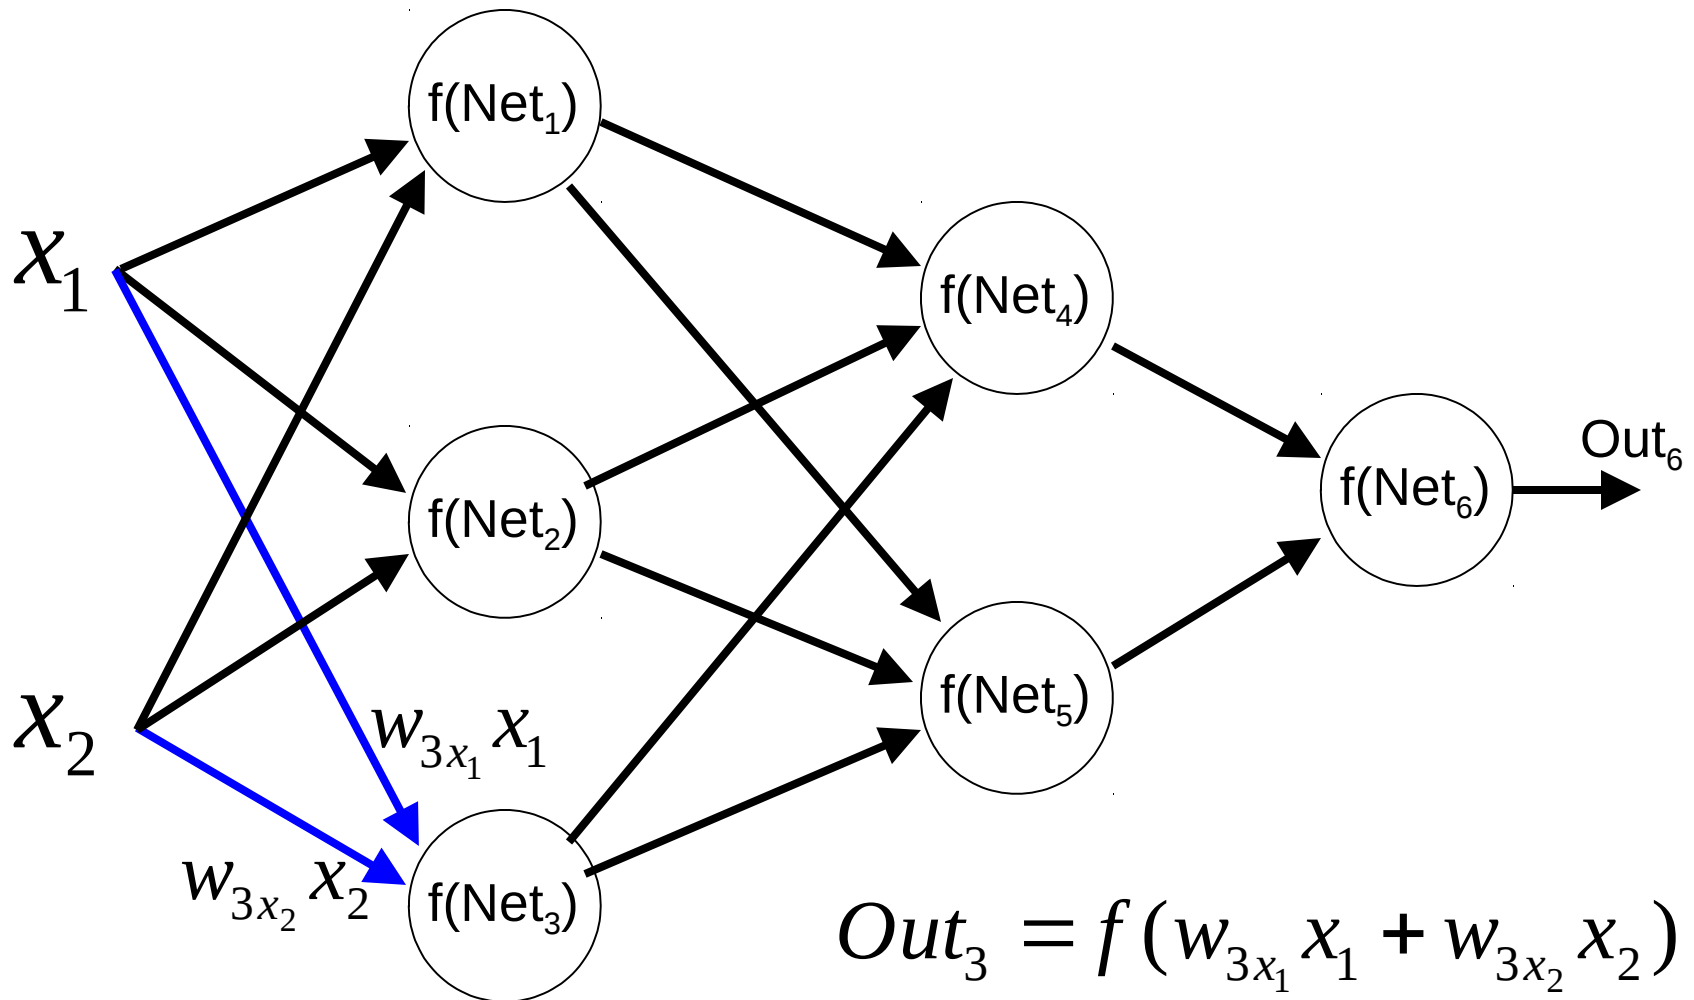 f(Net₁)
x₁
f(Net₄)
Out₆
f(Net₂)
f(Net₆)
x₂
f(Net₅)
w₃ₓ₁ x₁
w₃ₓ₂ x₂
f(Net₃)
Out₃ = f(w₃ₓ₁ x₁ + w₃ₓ₂ x₂)